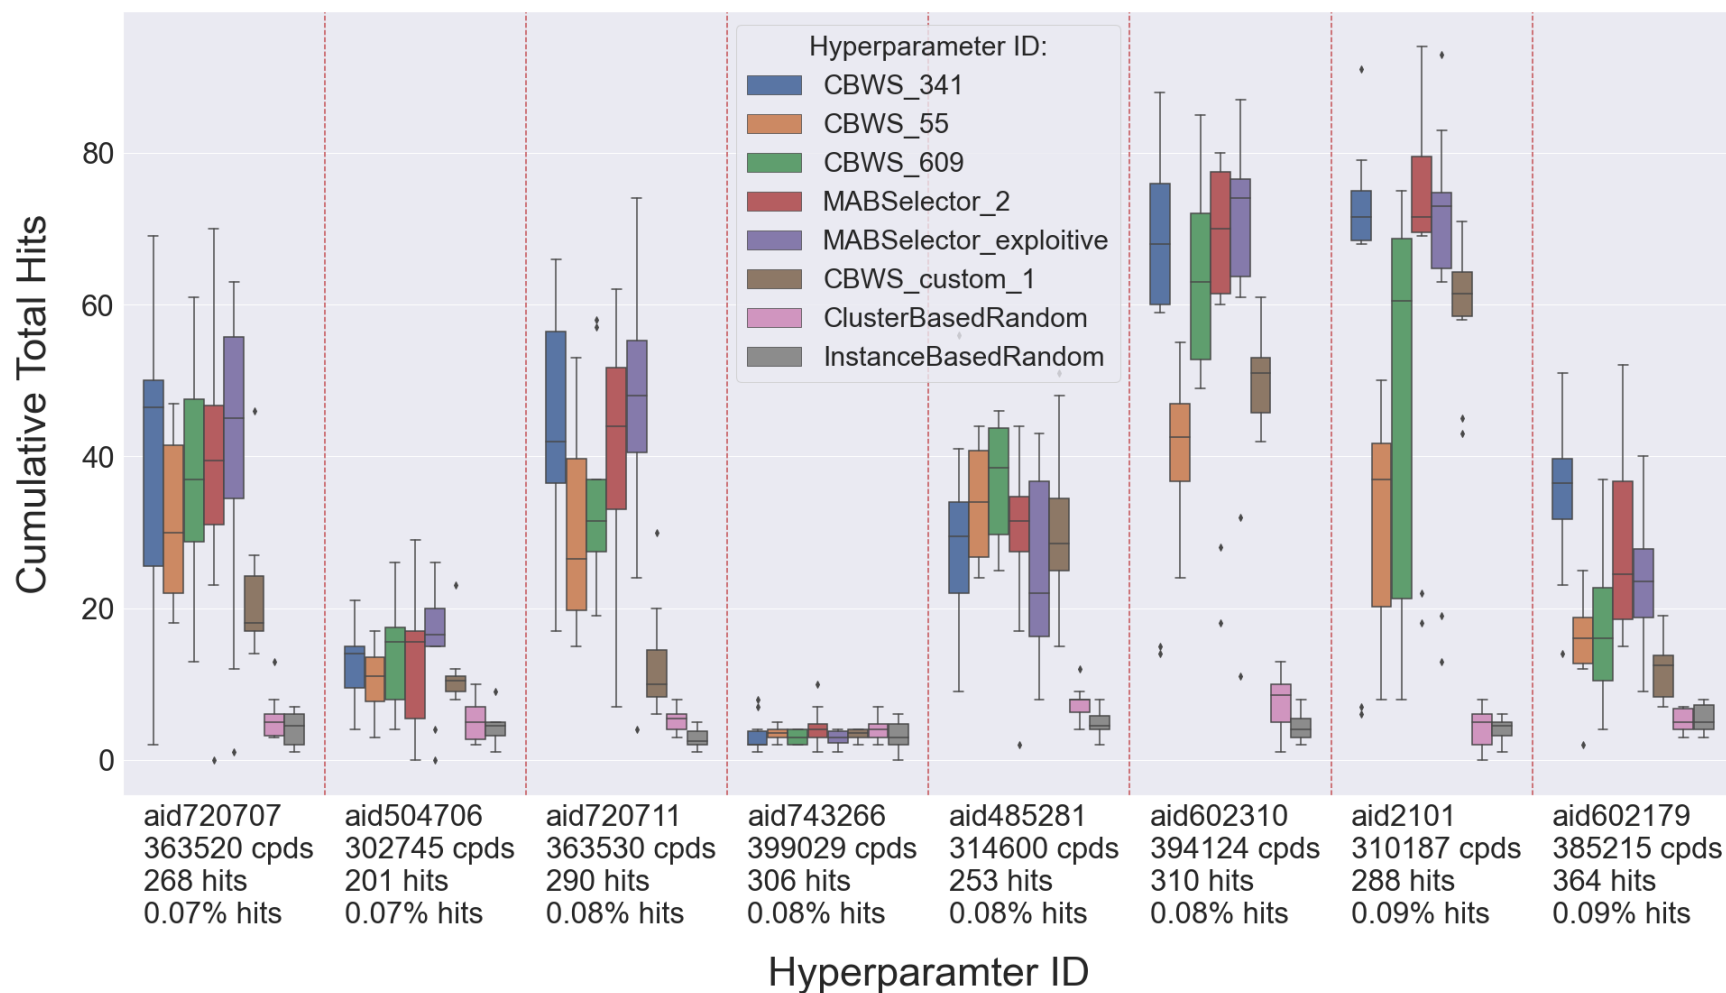 Hyperparameter ID:
CBWS_341
CBWS_55
CBWS_609
MABSelector_2
MABSelector_exploitive
CBWS_custom_1
ClusterBasedRandom
InstanceBasedRandom
Cumulative Total Hits
80
60
40
20
0
aid720707
363520 cpds
268 hits
0.07% hits
aid504706
302745 cpds
201 hits
0.07% hits
aid720711
363530 cpds
290 hits
0.08% hits
aid743266
399029 cpds
306 hits
0.08% hits
aid485281
314600 cpds
253 hits
0.08% hits
aid602310
394124 cpds
310 hits
0.08% hits
aid2101
310187 cpds
288 hits
0.09% hits
aid602179
385215 cpds
364 hits
0.09% hits
Hyperparamter ID